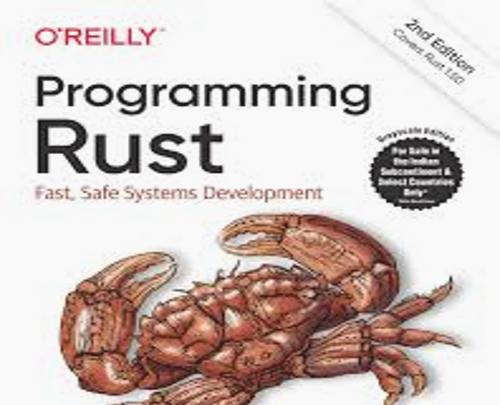 O'REILLY™
2nd Edition
Covers Rust 1.50
Programming
Rust
Fast, Safe Systems Development
Grayscale Edition
For Sale in
the Indian
Subcontinent &
Select Countries
Only*